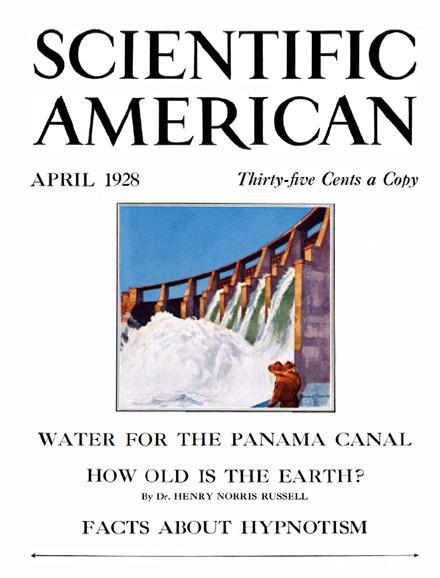 SCIENTIFIC
AMERICAN
APRIL 1928
Thirty-five Cents a Copy
WATER FOR THE PANAMA CANAL
HOW OLD IS THE EARTH?
By Dr. HENRY NORRIS RUSSELL
FACTS ABOUT HYPNOTISM